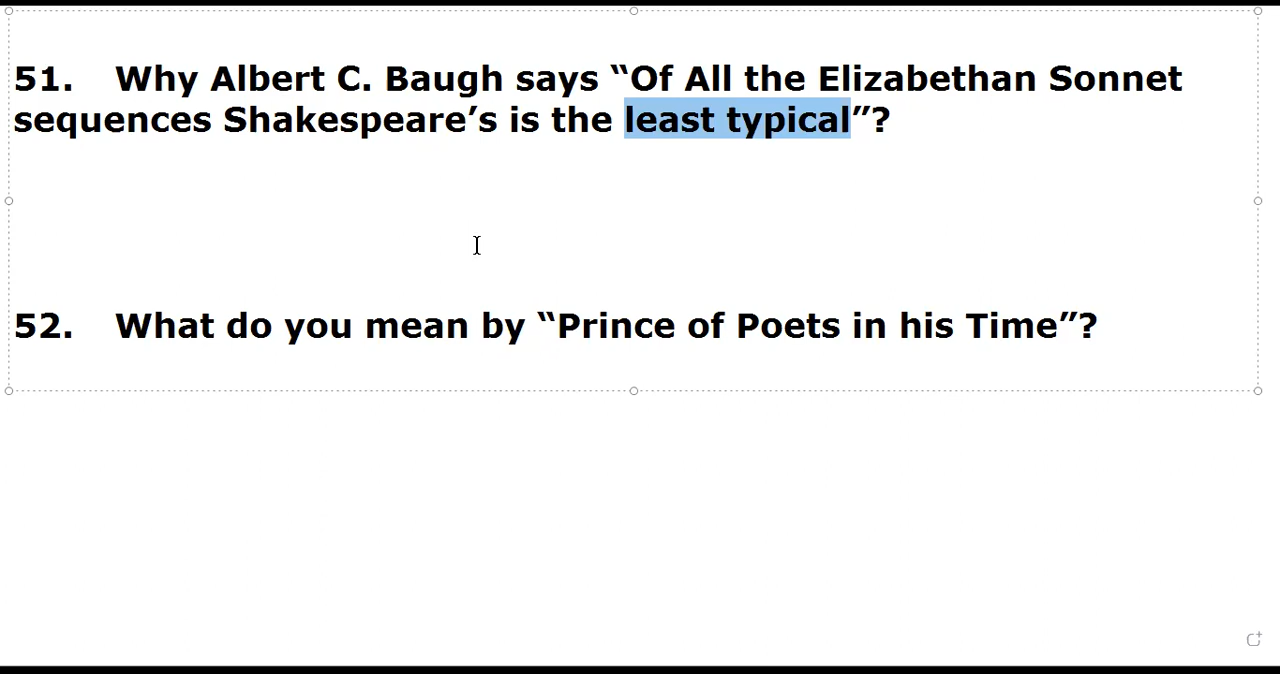 51. Why Albert C. Baugh says “Of All the Elizabethan Sonnet
sequences Shakespeare’s is the least typical”?
52. What do you mean by “Prince of Poets in his Time”?